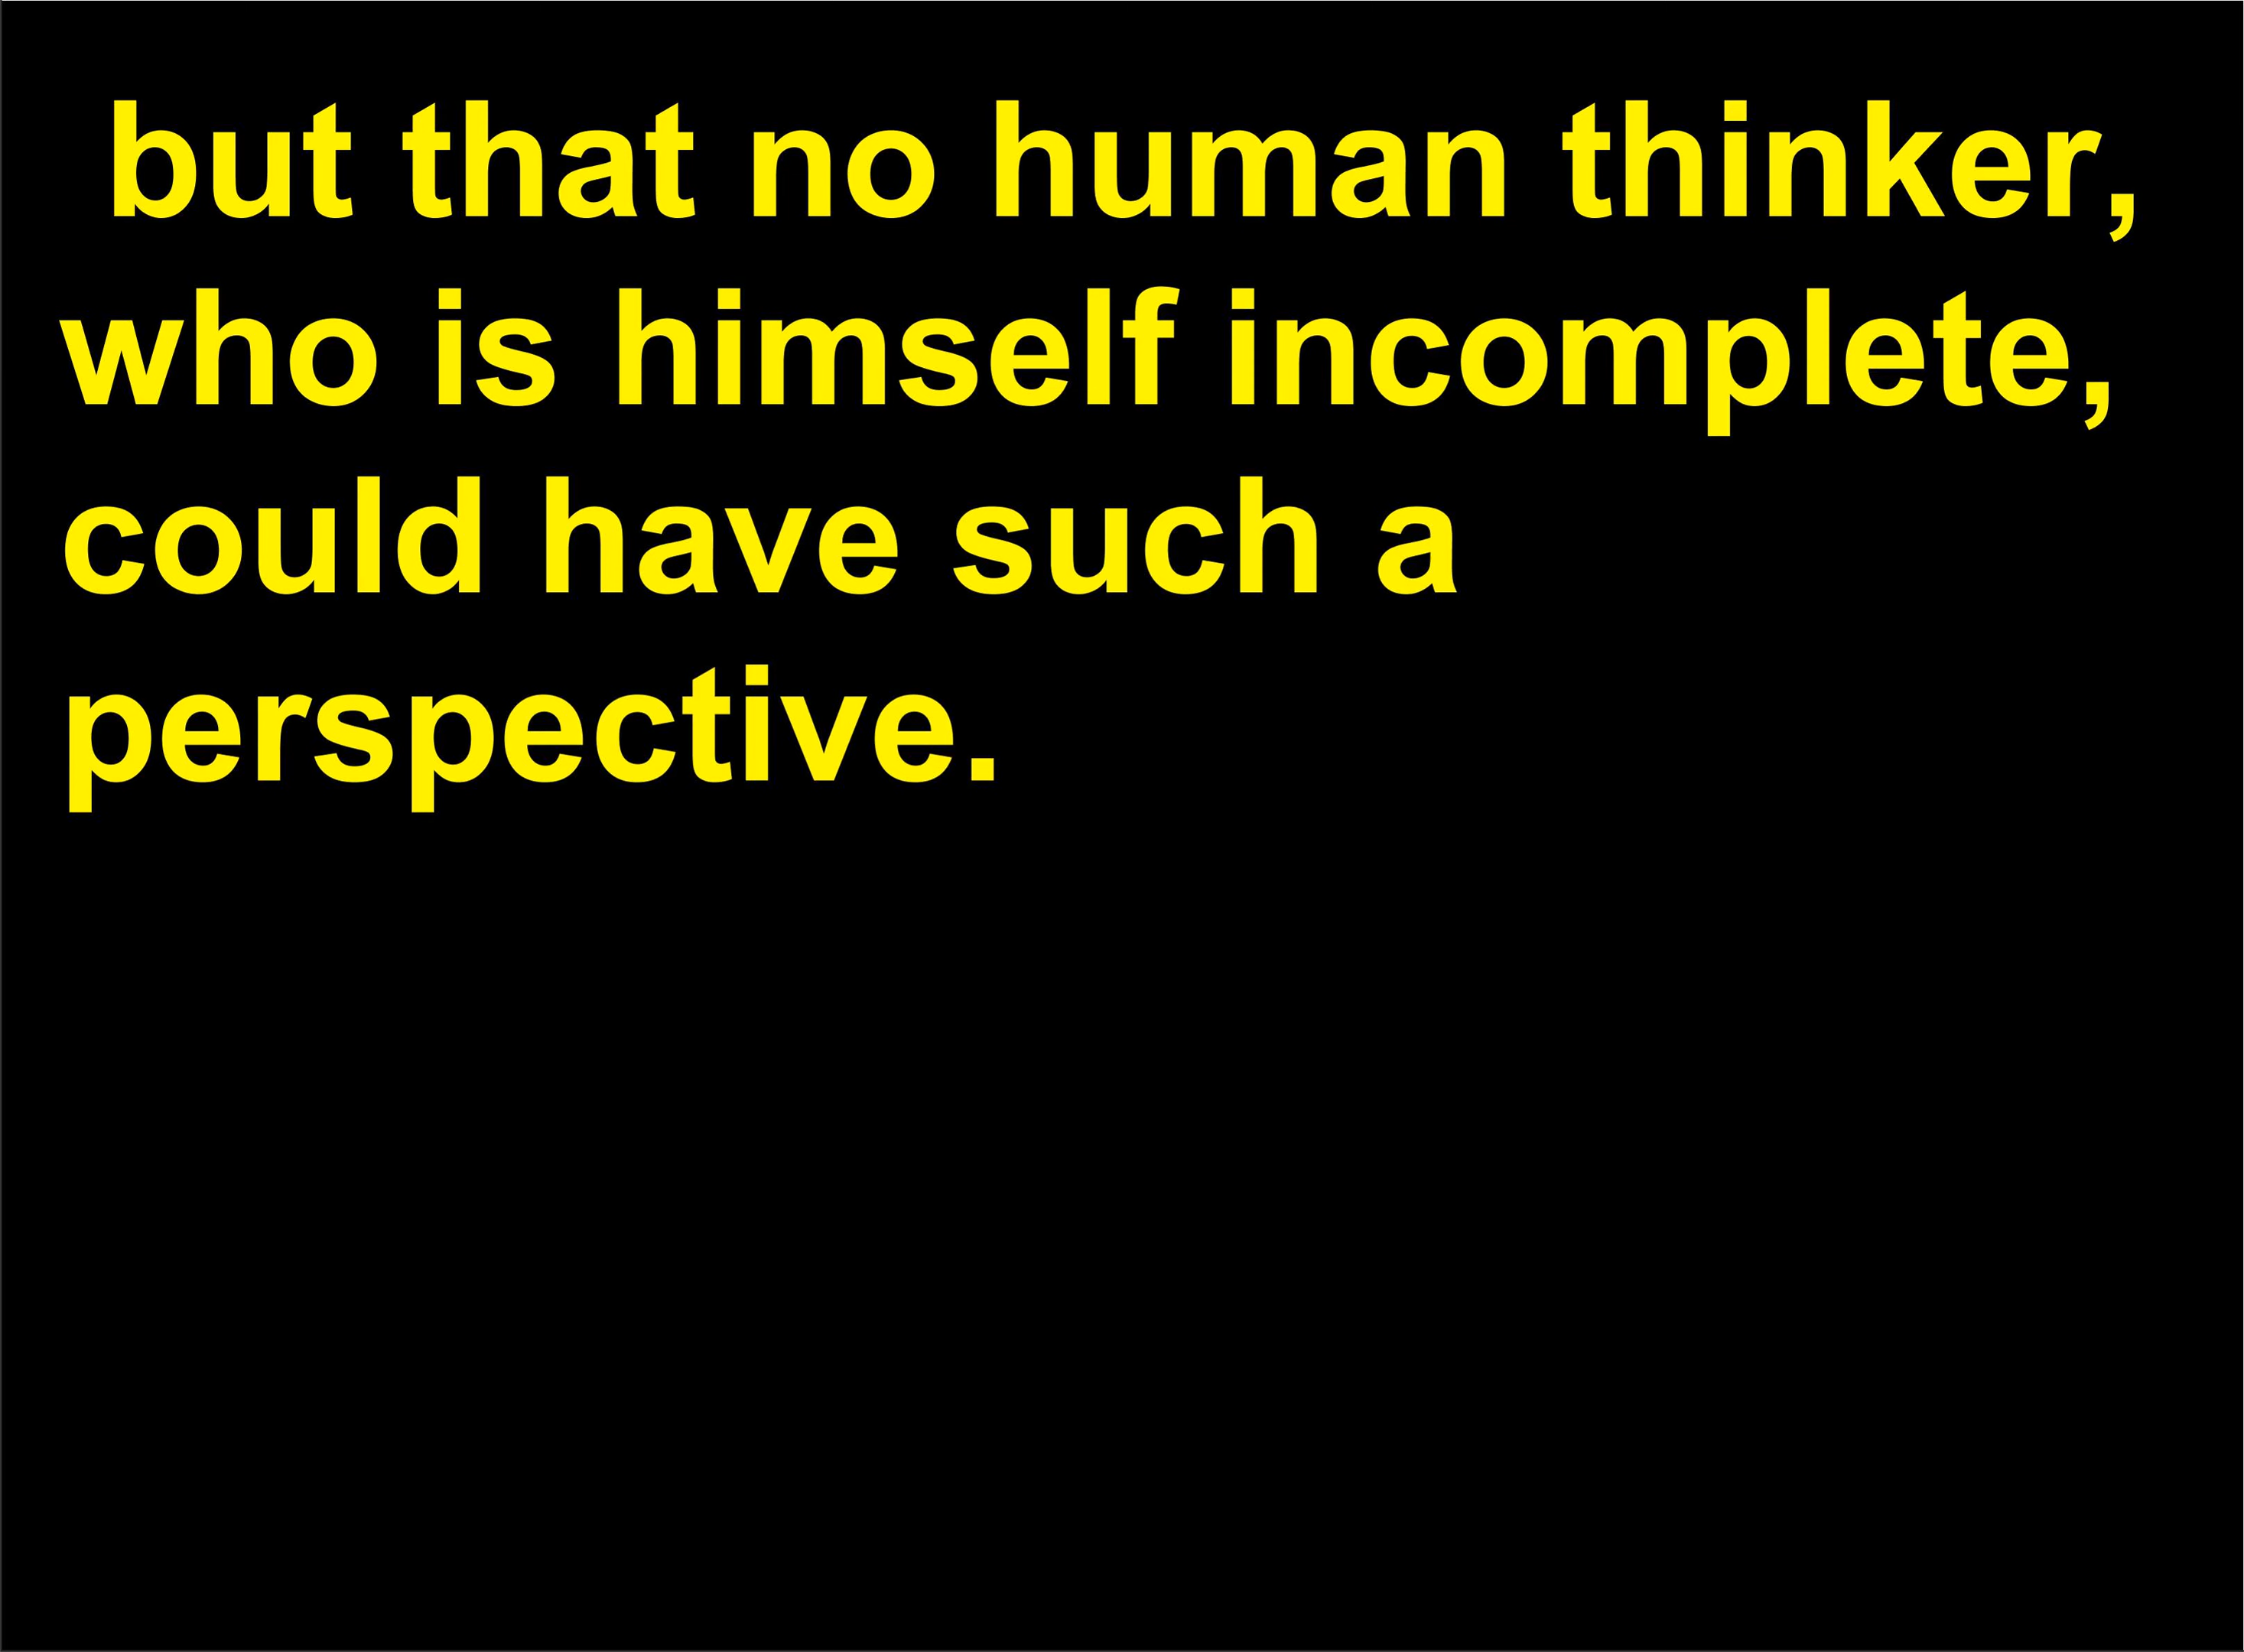 but that no human thinker,
who is himself incomplete,
could have such a
perspective.